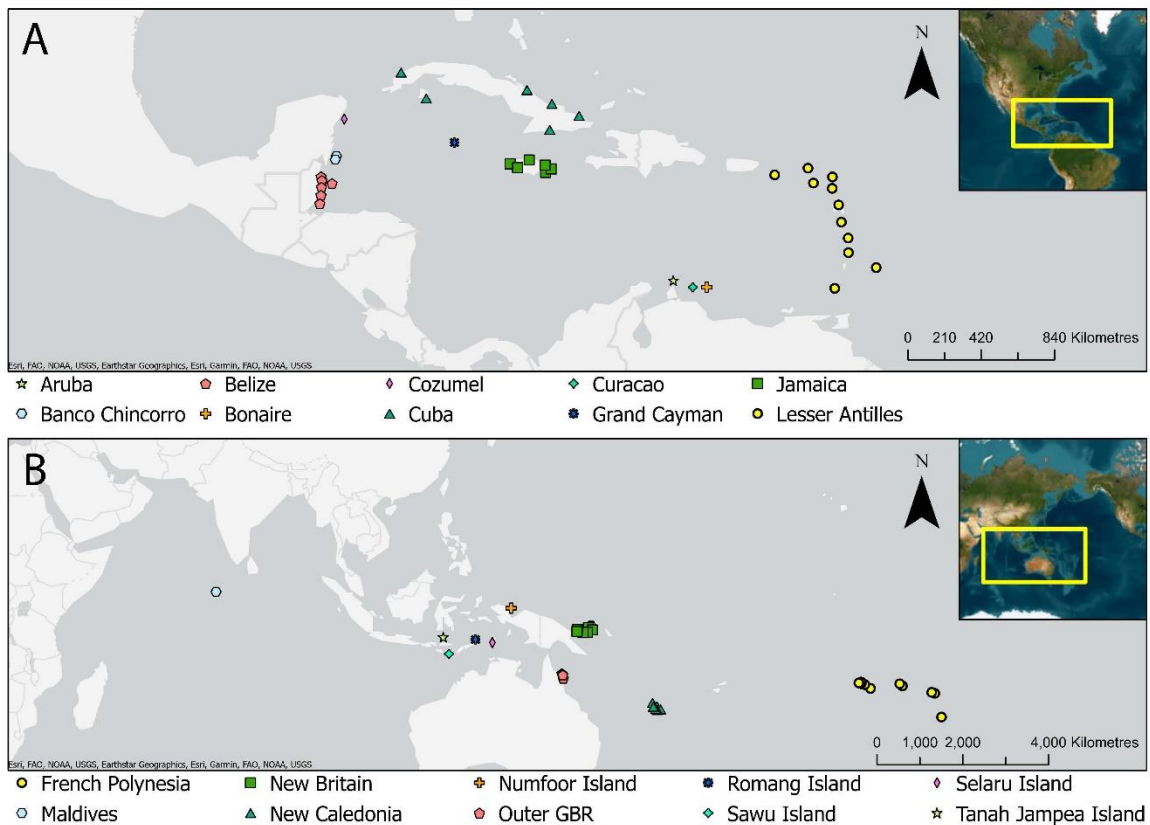 A
N
0 210 420 840 Kilometres
Esri, FAO, NOAA, USGS, Earthstar Geographics, Esri, Garmin, FAO, NOAA, USGS
Aruba Belize Cozumel Curacao Jamaica
Banco Chincorro Bonaire Cuba Grand Cayman Lesser Antilles
B
N
0 1,000 2,000 4,000 Kilometres
Esri, FAO, NOAA, USGS, Earthstar Geographics, Esri, Garmin, FAO, NOAA, USGS
French Polynesia New Britain Numfoor Island Romang Island Selaru Island
Maldives New Caledonia Outer GBR Sawu Island Tanah Jampea Island